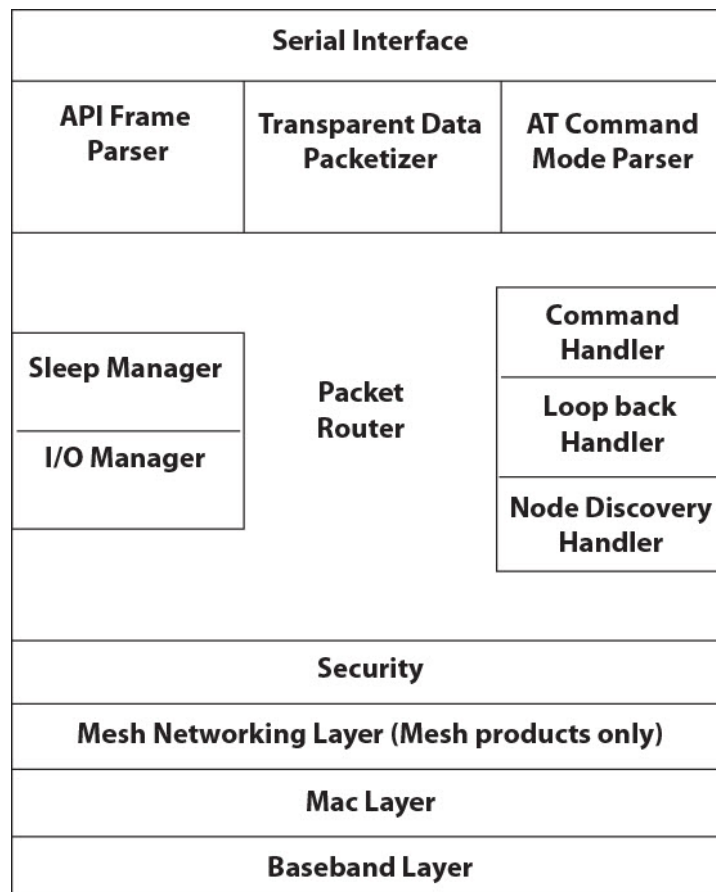 Serial Interface
API Frame
Parser
Transparent Data
Packetizer
AT Command
Mode Parser
Sleep Manager
I/O Manager
Packet
Router
Command
Handler
Loop back
Handler
Node Discovery
Handler
Security
Mesh Networking Layer (Mesh products only)
Mac Layer
Baseband Layer